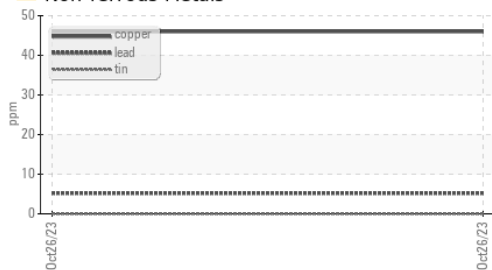 Non-ferrous Metals
50
copper
lead
tin
40
30
ppm
20
10
0
Oct26/23
Oct26/23